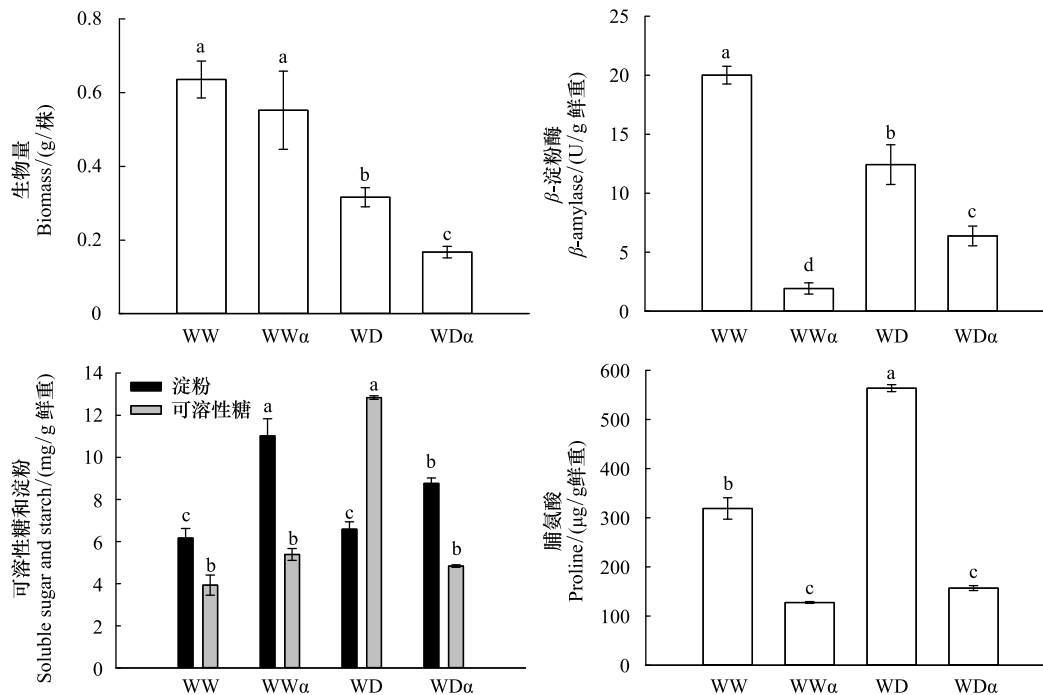 生物量
Biomass/(g/株)
0.8
0.6
0.4
0.2
0
a
a
b
c
WW
WWα
WD
WDα
β-淀粉酶
β-amylase/(U/g 鲜重)
25
20
15
10
5
0
a
d
b
c
WW
WWα
WD
WDα
可溶性糖和淀粉
Soluble sugar and starch/(mg/g 鲜重)
14
12
10
8
6
4
2
0
淀粉
可溶性糖
c
b
a
b
c
a
b
b
WW
WWα
WD
WDα
脯氨酸
Proline/(μg/g鲜重)
600
500
400
300
200
100
0
b
c
a
c
WW
WWα
WD
WDα